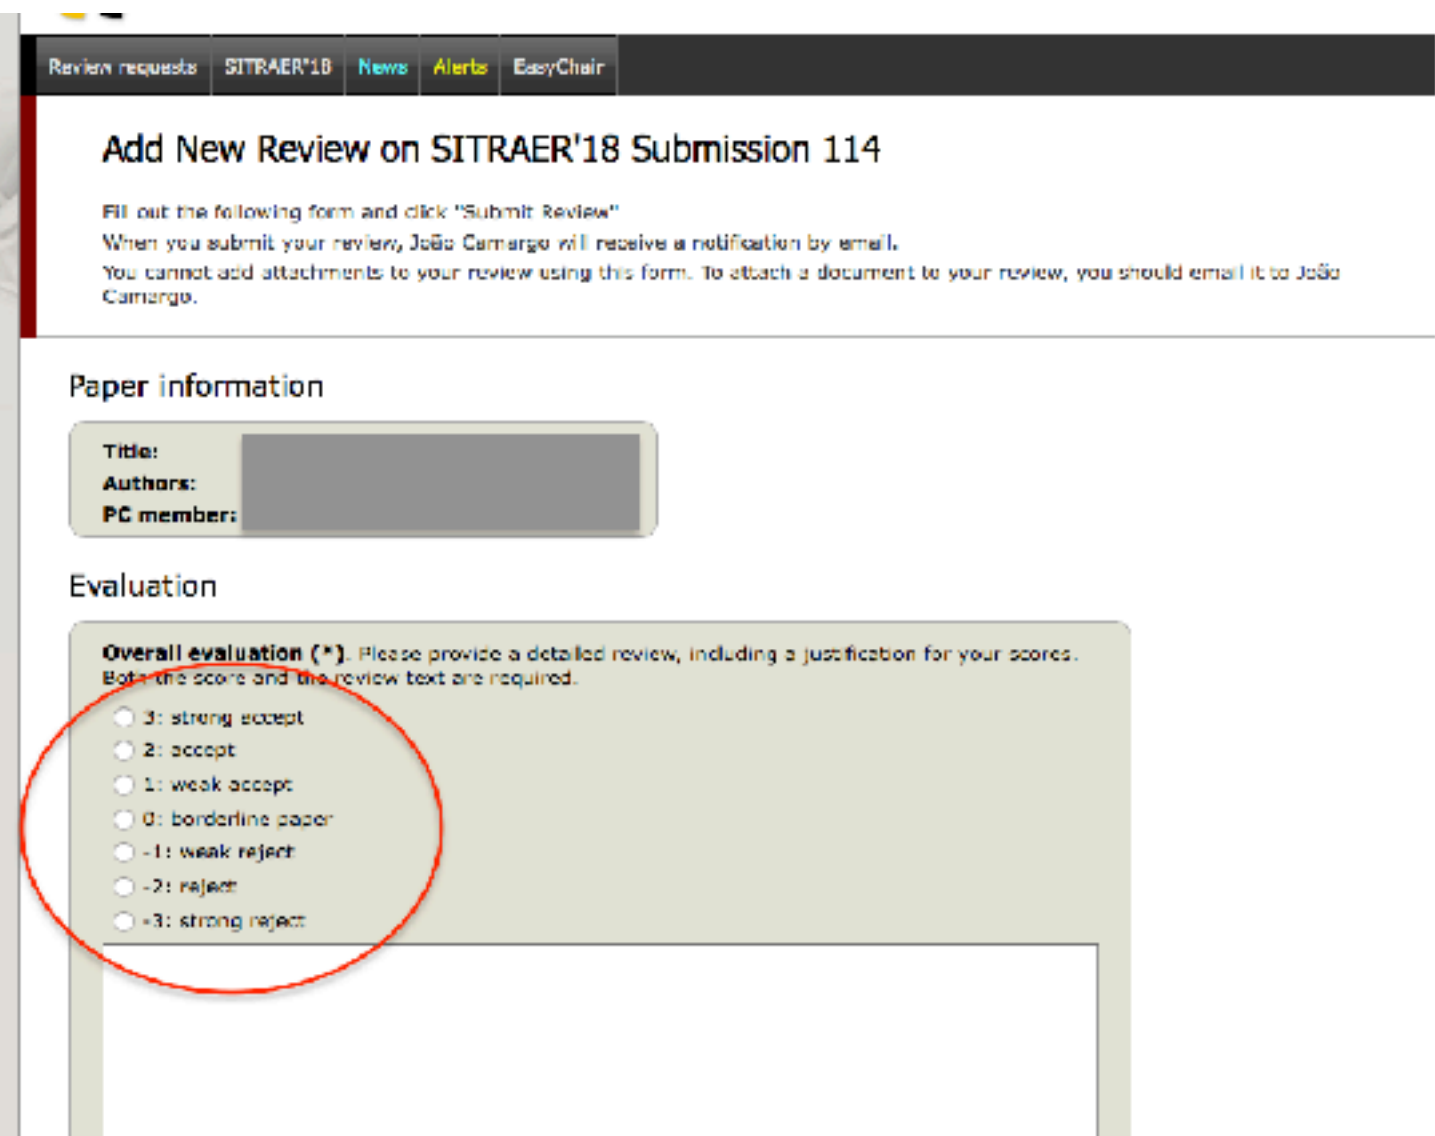 Review requests SITRAER'18 News Alerts EasyChair
Add New Review on SITRAER'18 Submission 114
Fill out the following form and click "Submit Review"
When you submit your review, João Camargo will receive a notification by email.
You cannot add attachments to your review using this form. To attach a document to your review, you should email it to João
Camargo.
Paper information
Title:
Authors:
PC member:
Evaluation
Overall evaluation (*). Please provide a detailed review, including a justification for your scores.
Both the score and the review text are required.
3: strong accept
2: accept
1: weak accept
0: borderline paper
-1: weak reject
-2: reject
-3: strong reject